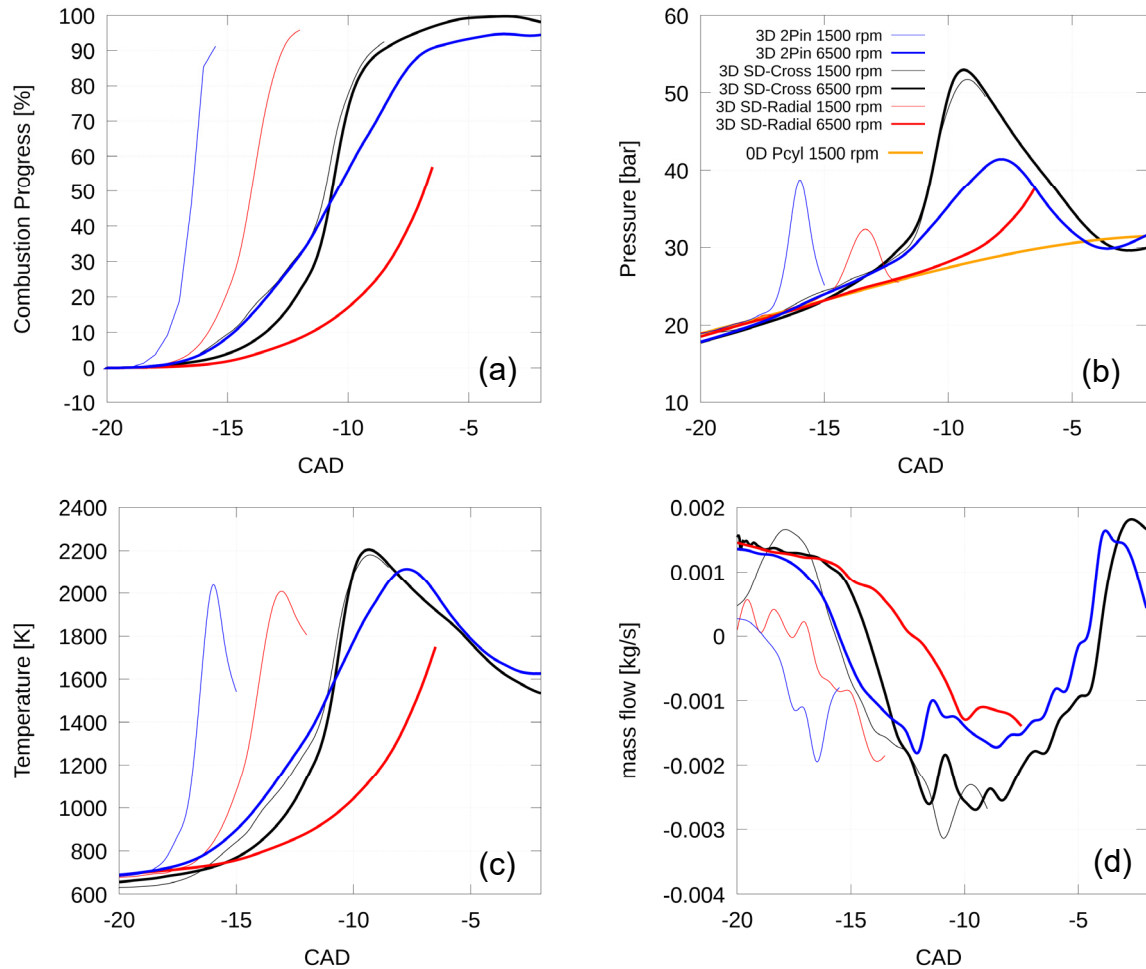 100
90
80
70
60
50
40
30
20
10
0
-10
-20 -15 -10 -5
CAD
Combustion Progress [%]
(a)
60
50
40
30
20
10
-20 -15 -10 -5
CAD
Pressure [bar]
3D 2Pin 1500 rpm
3D 2Pin 6500 rpm
3D SD-Cross 1500 rpm
3D SD-Cross 6500 rpm
3D SD-Radial 1500 rpm
3D SD-Radial 6500 rpm
0D Pcyl 1500 rpm
(b)
2400
2200
2000
1800
1600
1400
1200
1000
800
600
-20 -15 -10 -5
CAD
Temperature [K]
(c)
0.002
0.001
0
-0.001
-0.002
-0.003
-0.004
-20 -15 -10 -5
CAD
mass flow [kg/s]
(d)